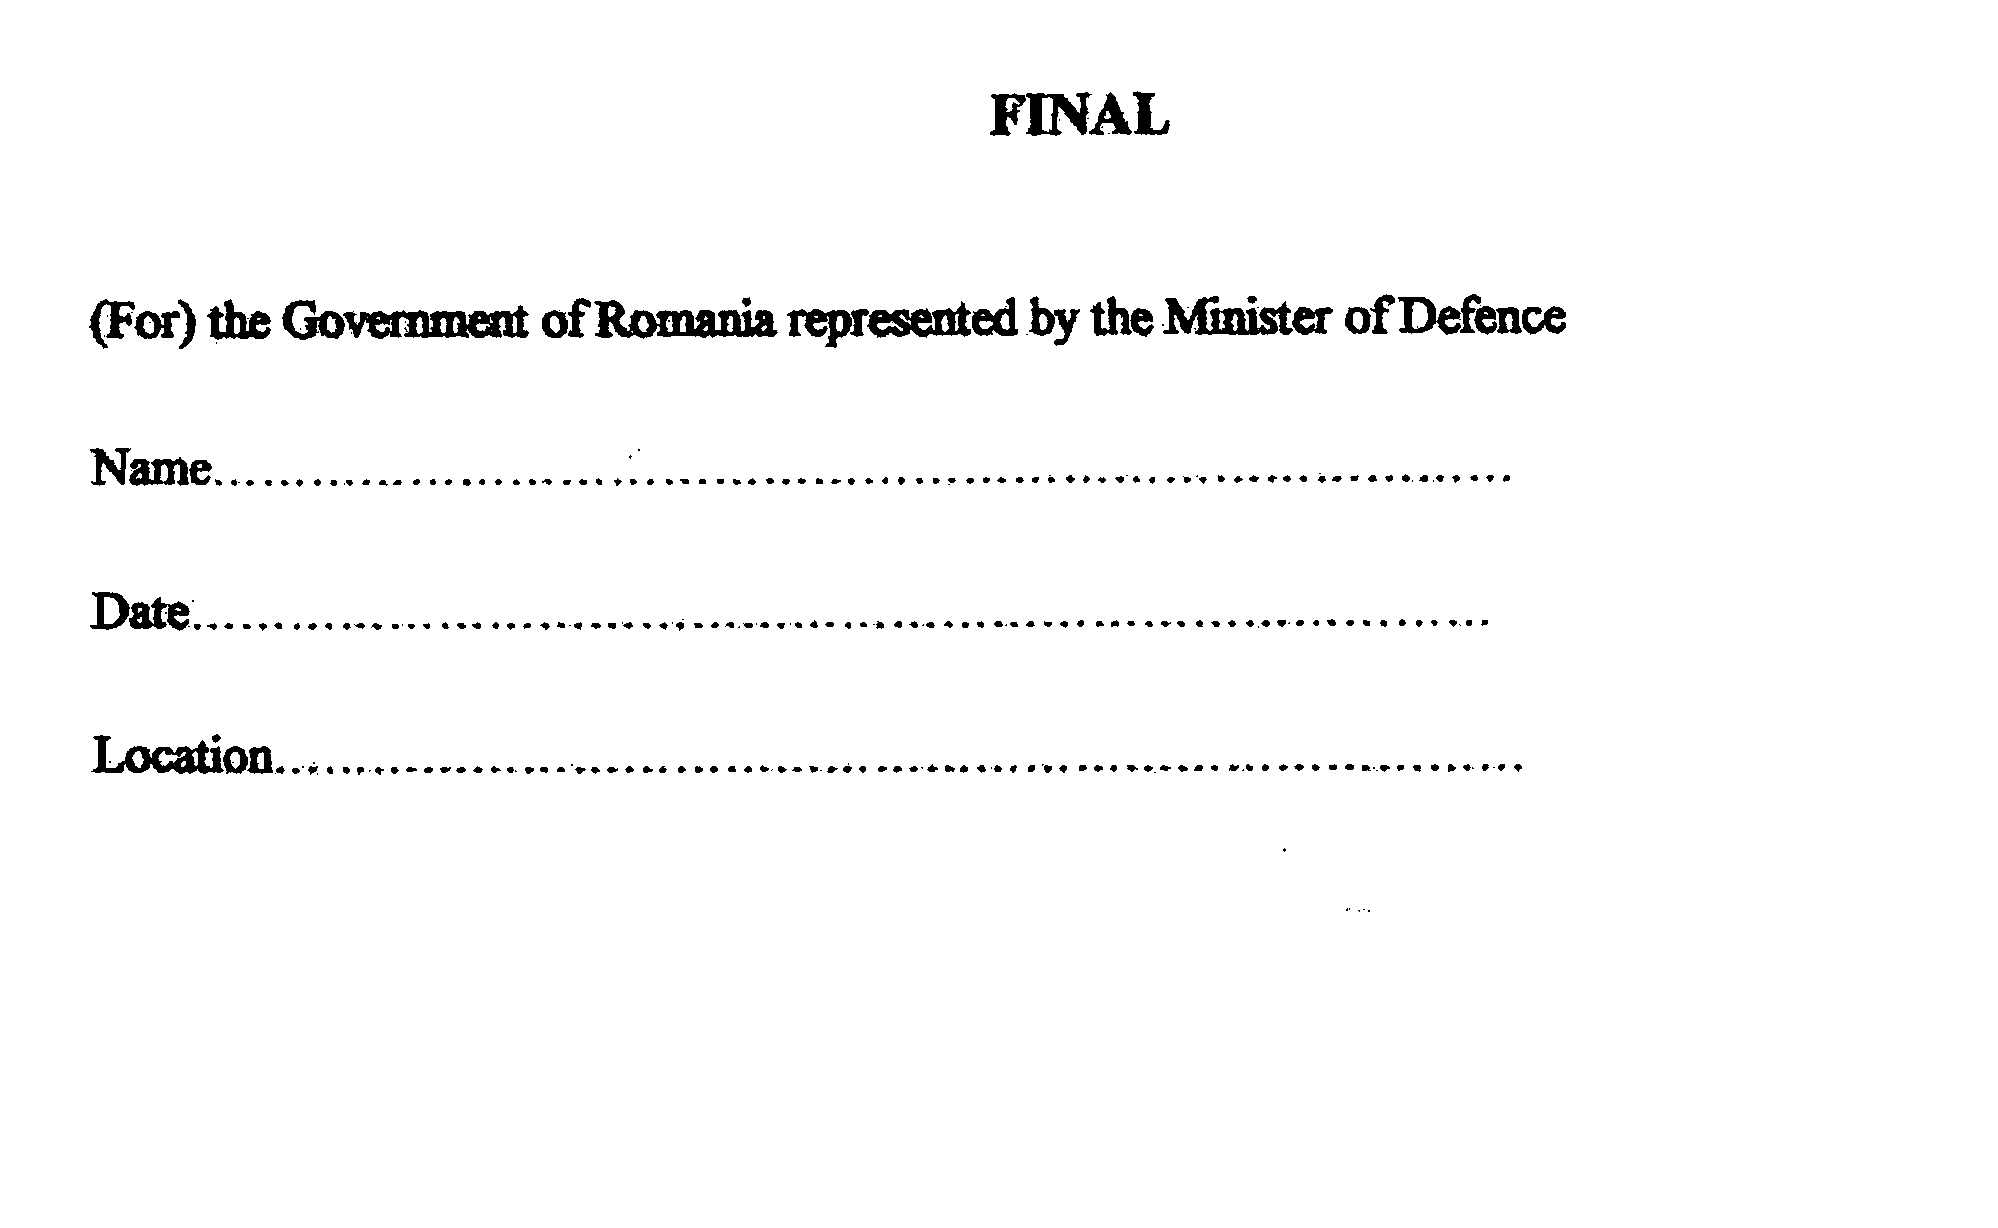 FINAL
(For) the Government of Romania represented by the Minister of Defence
Name................................................................................
Date................................................................................
Location.............................................................................